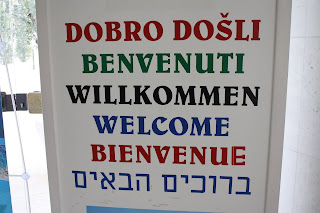 DOBRO DOŠLI
BENVENUTI
WILLKOMMEN
WELCOME
BIENVENUE
ברוכים הבאים